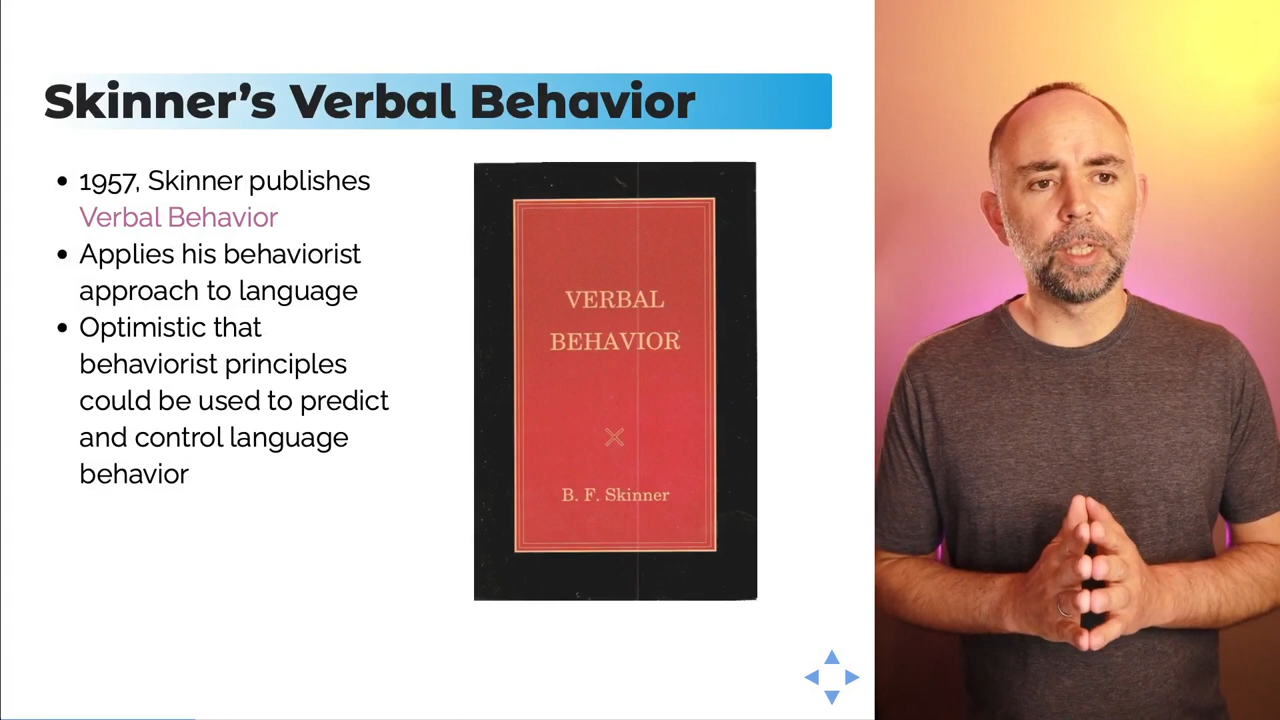 Skinner’s Verbal Behavior
• 1957, Skinner publishes
Verbal Behavior
• Applies his behaviorist
approach to language
• Optimistic that
behaviorist principles
could be used to predict
and control language
behavior
VERBAL
BEHAVIOR
B. F. Skinner